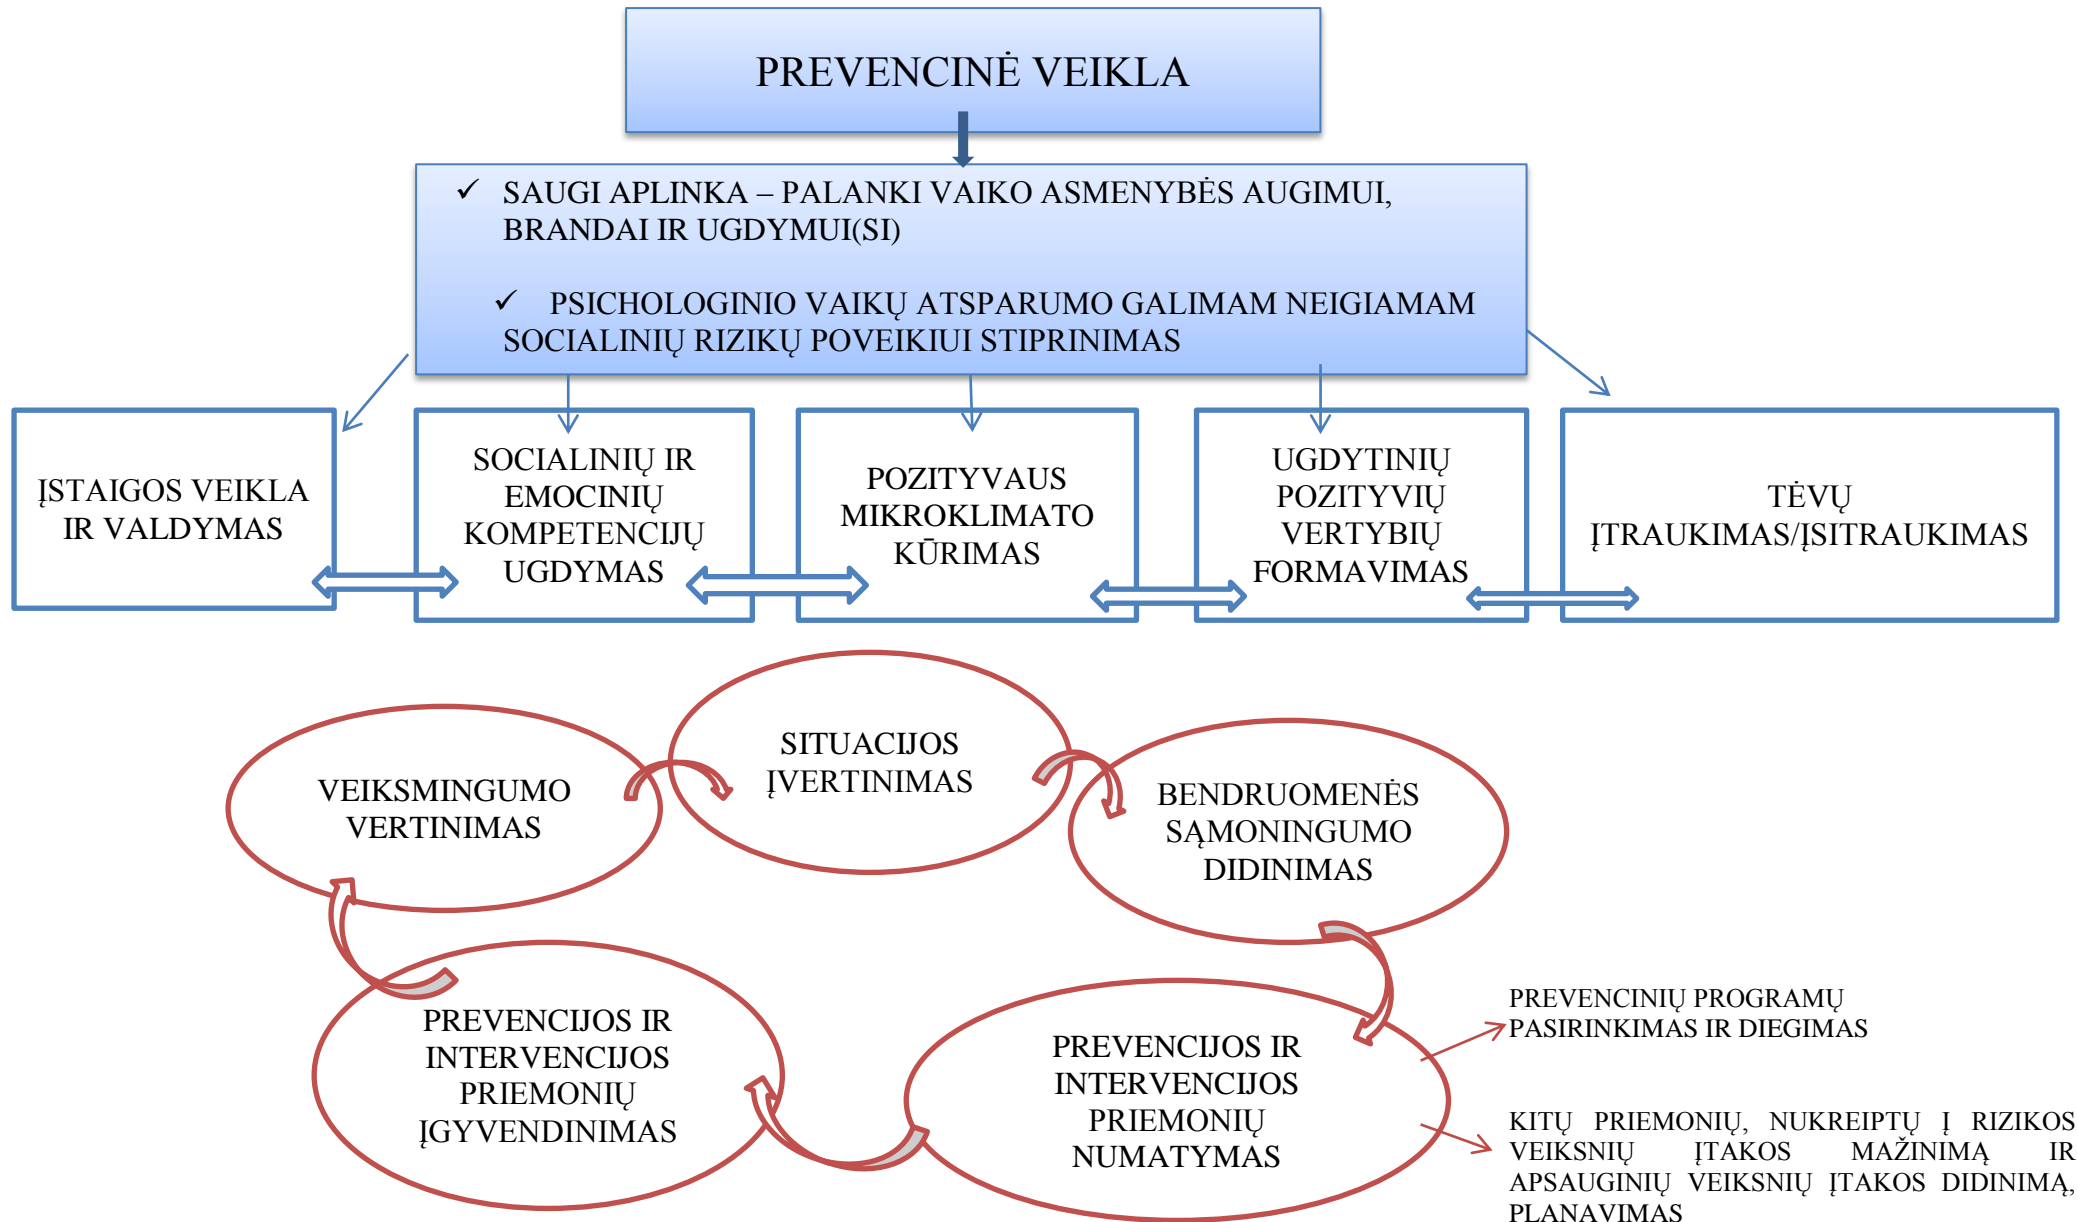 PREVENCINĖ VEIKLA
✓ SAUGI APLINKA – PALANKI VAIKO ASMENYBĖS AUGIMUI,
BRANDAI IR UGDYMUI(SI)
✓ PSICHOLOGINIO VAIKŲ ATSPARUMO GALIMAM NEIGIAMAM
SOCIALINIŲ RIZIKŲ POVEIKIUI STIPRINIMAS
ĮSTAIGOS VEIKLA
IR VALDYMAS
SOCIALINIŲ IR
EMOCINIŲ
KOMPETENCIJŲ
UGDYMAS
POZITYVAUS
MIKROKLIMATO
KŪRIMAS
UGDYTINIŲ
POZITYVIŲ
VERTYBIŲ
FORMAVIMAS
TĖVŲ
ĮTRAUKIMAS/ĮSITRAUKIMAS
SITUACIJOS
ĮVERTINIMAS
VEIKSMINGUMO
VERTINIMAS
BENDRUOMENĖS
SĄMONINGUMO
DIDINIMAS
PREVENCIJOS IR
INTERVENCIJOS
PRIEMONIŲ
ĮGYVENDINIMAS
PREVENCIJOS IR
INTERVENCIJOS
PRIEMONIŲ
NUMATYMAS
PREVENCINIŲ PROGRAMŲ
PASIRINKIMAS IR DIEGIMAS
KITŲ PRIEMONIŲ, NUKREIPTŲ Į RIZIKOS
VEIKSNIŲ ĮTAKOS MAŽINIMĄ IR
APSAUGINIŲ VEIKSNIŲ ĮTAKOS DIDINIMĄ,
PLANAVIMAS